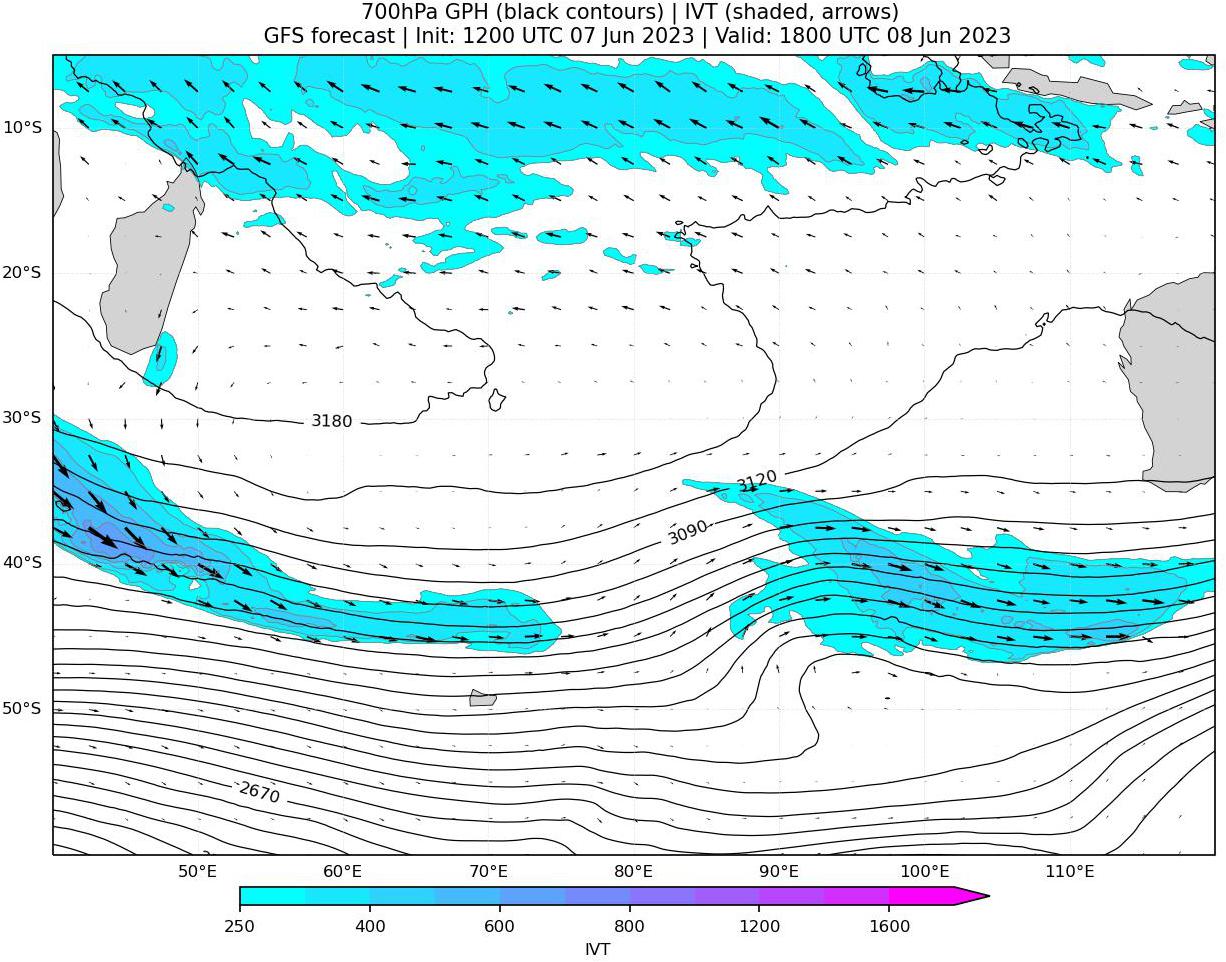 700hPa GPH (black contours) | IVT (shaded, arrows)
GFS forecast | Init: 1200 UTC 07 Jun 2023 | Valid: 1800 UTC 08 Jun 2023
10°S
20°S
30°S
40°S
50°S
3180
3120
3090
2670
50°E
60°E
70°E
80°E
90°E
100°E
110°E
250
400
600
800
1200
1600
IVT